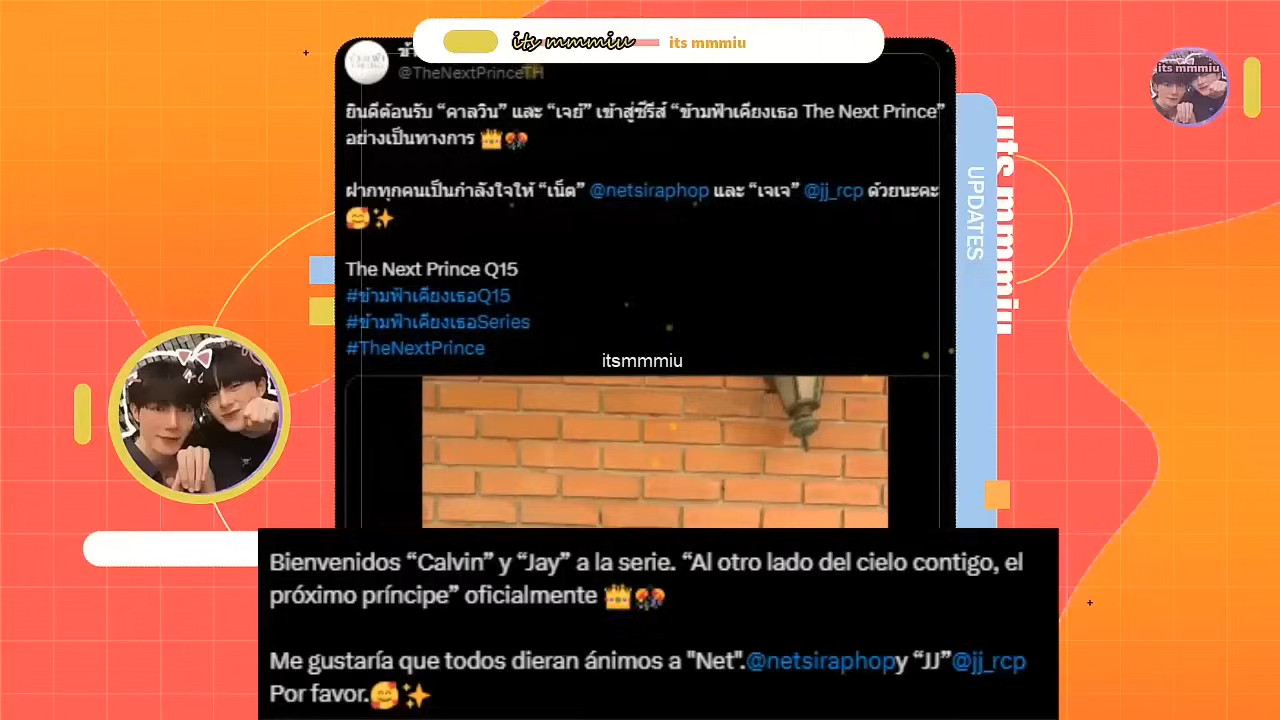 its mmmiu
its mmmiu
its mmmiu
@TheNextPrinceTH
ยินดีต้อนรับ “คาลวิน” และ “เจย์” เข้าสู่ซีรีส์ “ข้ามฟ้าเคียงเธอ The Next Prince”
อย่างเป็นทางการ 👑🎊
ฝากทุกคนเป็นกำลังใจให้ “เน็ต” @netsiraphop และ “เจเจ” @jj_rcp ด้วยนะคะ
🥰✨
The Next Prince Q15
#ข้ามฟ้าเคียงเธอQ15
#ข้ามฟ้าเคียงเธอSeries
#TheNextPrince
itsmmmiu
UPDATES
its mmmiu
Bienvenidos “Calvin” y “Jay” a la serie. “Al otro lado del cielo contigo, el
próximo príncipe” oficialmente 👑🎊
Me gustaría que todos dieran ánimos a "Net".@netsiraphopy “JJ”@jj_rcp
Por favor.🥰✨